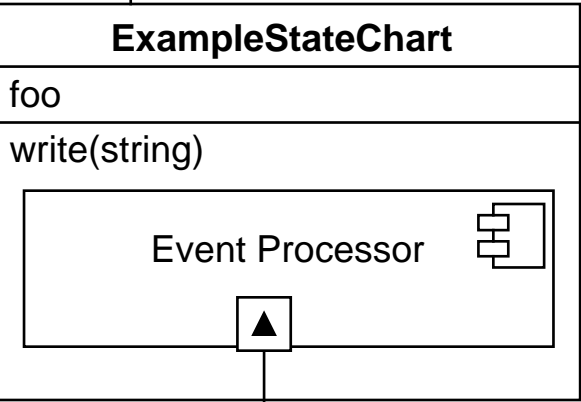 ExampleStateChart
foo
write(string)
Event Processor